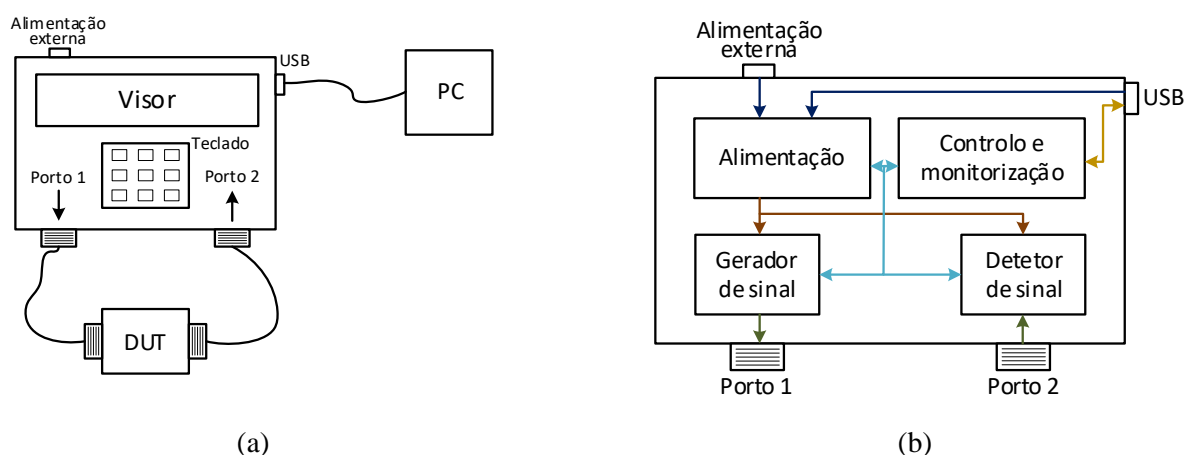 Alimentação
externa
USB
Visor
PC
Teclado
Porto 1
Porto 2
DUT
(a)
Alimentação
externa
USB
Alimentação
Controlo e
monitorização
Gerador
de sinal
Detetor
de sinal
Porto 1
Porto 2
(b)